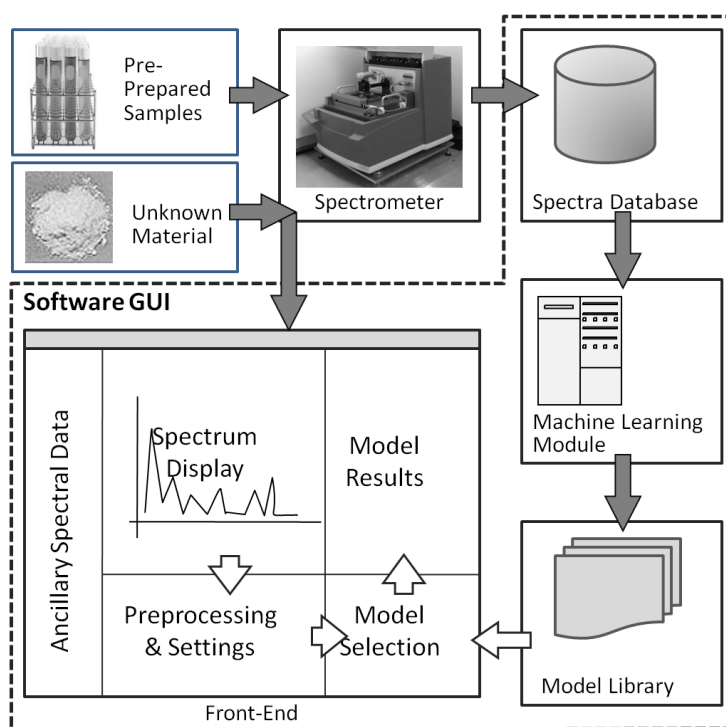 Pre-
Prepared
Samples
Spectrometer
Spectra Database
Unknown
Material
Software GUI
Machine Learning
Module
Ancillary Spectral Data
Spectrum
Display
Model
Results
Preprocessing
& Settings
Model
Selection
Model Library
Front-End